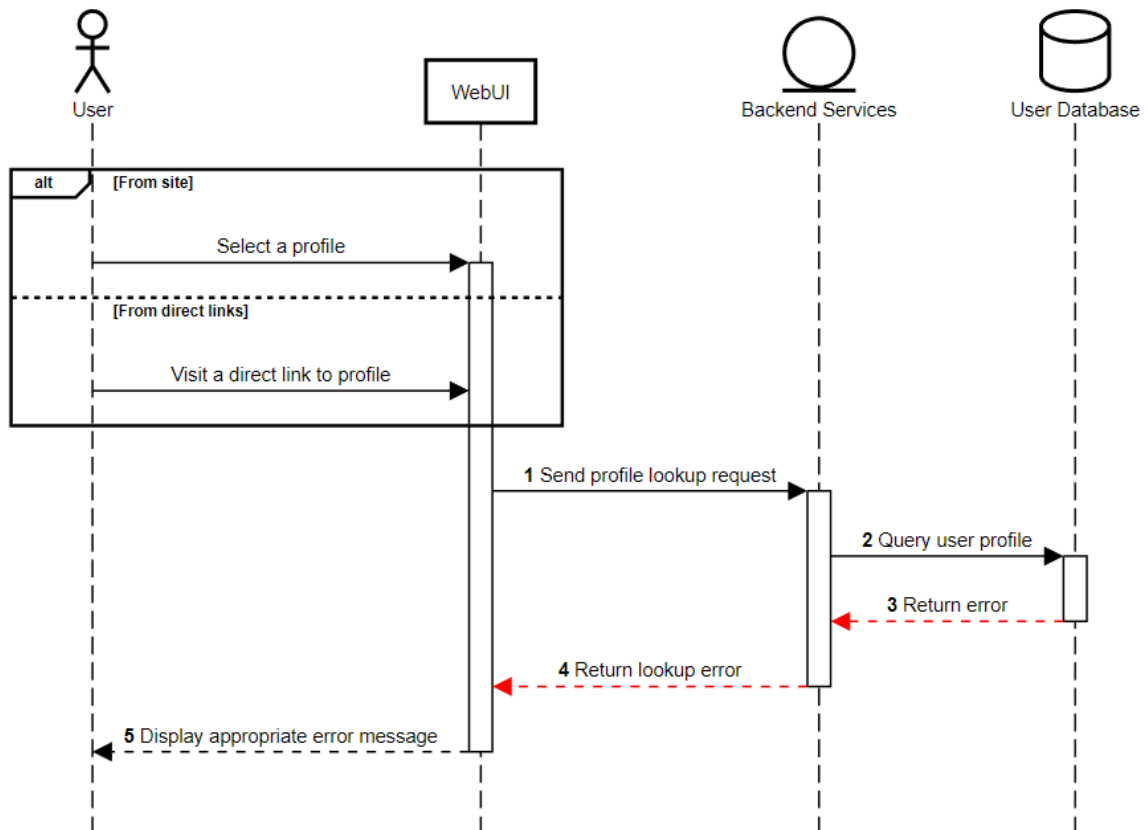 User
WebUI
Backend Services
User Database
alt
[From site]
Select a profile
[From direct links]
Visit a direct link to profile
1 Send profile lookup request
2 Query user profile
3 Return error
4 Return lookup error
5 Display appropriate error message